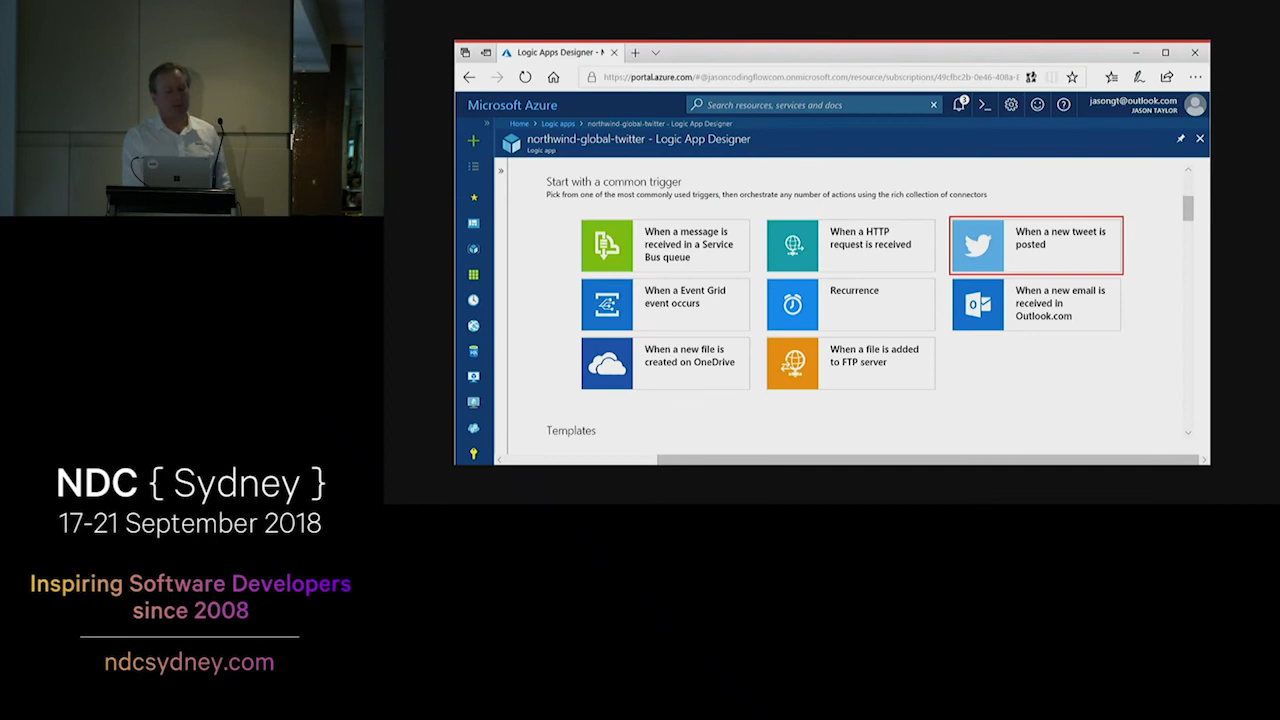 Logic Apps Designer - M
https://portal.azure.com/#@jasoncodingflowcom.onmicrosoft.com/resource/subscriptions/49cfbc2b-0e46-408a-l
Microsoft Azure
Search resources, services and docs
jasongt@outlook.com
JASON TAYLOR
Home > Logic apps > northwind-global-twitter - Logic App Designer
northwind-global-twitter - Logic App Designer
Logic app
Start with a common trigger
Pick from one of the most commonly used triggers, then orchestrate any number of actions using the rich collection of connectors
When a message is
received in a Service
Bus queue
When a HTTP
request is received
When a new tweet is
posted
When a Event Grid
event occurs
Recurrence
When a new email is
received in
Outlook.com
When a new file is
created on OneDrive
When a file is added
to FTP server
Templates
NDC { Sydney }
17-21 September 2018
Inspiring Software Developers
since 2008
ndcsydney.com